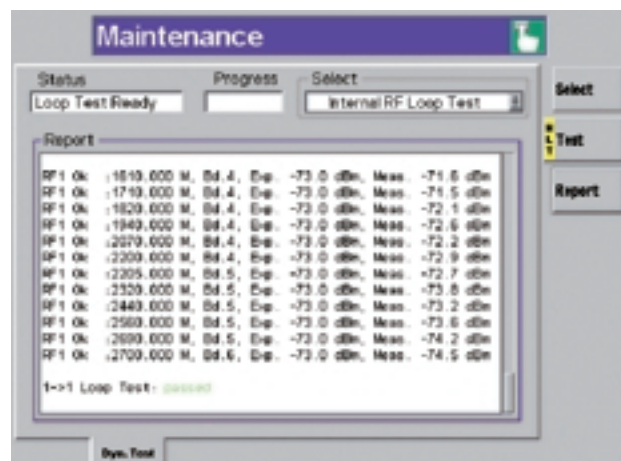 Maintenance
Status
Progress
Select
Loop Test Ready
Internal RF Loop Test
Select
Test
Report
Report
RF1 Ok :1610.000 M, Bd.4, Exp. -73.0 dBm, Meas. -71.6 dBm
RF1 Ok :1710.000 M, Bd.4, Exp. -73.0 dBm, Meas. -71.5 dBm
RF1 Ok :1820.000 M, Bd.4, Exp. -73.0 dBm, Meas. -72.1 dBm
RF1 Ok :1940.000 M, Bd.4, Exp. -73.0 dBm, Meas. -72.6 dBm
RF1 Ok :2070.000 M, Bd.4, Exp. -73.0 dBm, Meas. -72.2 dBm
RF1 Ok :2200.000 M, Bd.4, Exp. -73.0 dBm, Meas. -72.9 dBm
RF1 Ok :2205.000 M, Bd.5, Exp. -73.0 dBm, Meas. -72.7 dBm
RF1 Ok :2320.000 M, Bd.5, Exp. -73.0 dBm, Meas. -73.8 dBm
RF1 Ok :2440.000 M, Bd.5, Exp. -73.0 dBm, Meas. -73.2 dBm
RF1 Ok :2560.000 M, Bd.5, Exp. -73.0 dBm, Meas. -73.6 dBm
RF1 Ok :2690.000 M, Bd.5, Exp. -73.0 dBm, Meas. -74.2 dBm
RF1 Ok :2700.000 M, Bd.6, Exp. -73.0 dBm, Meas. -74.5 dBm
1->1 Loop Test: passed
Dyn. Test